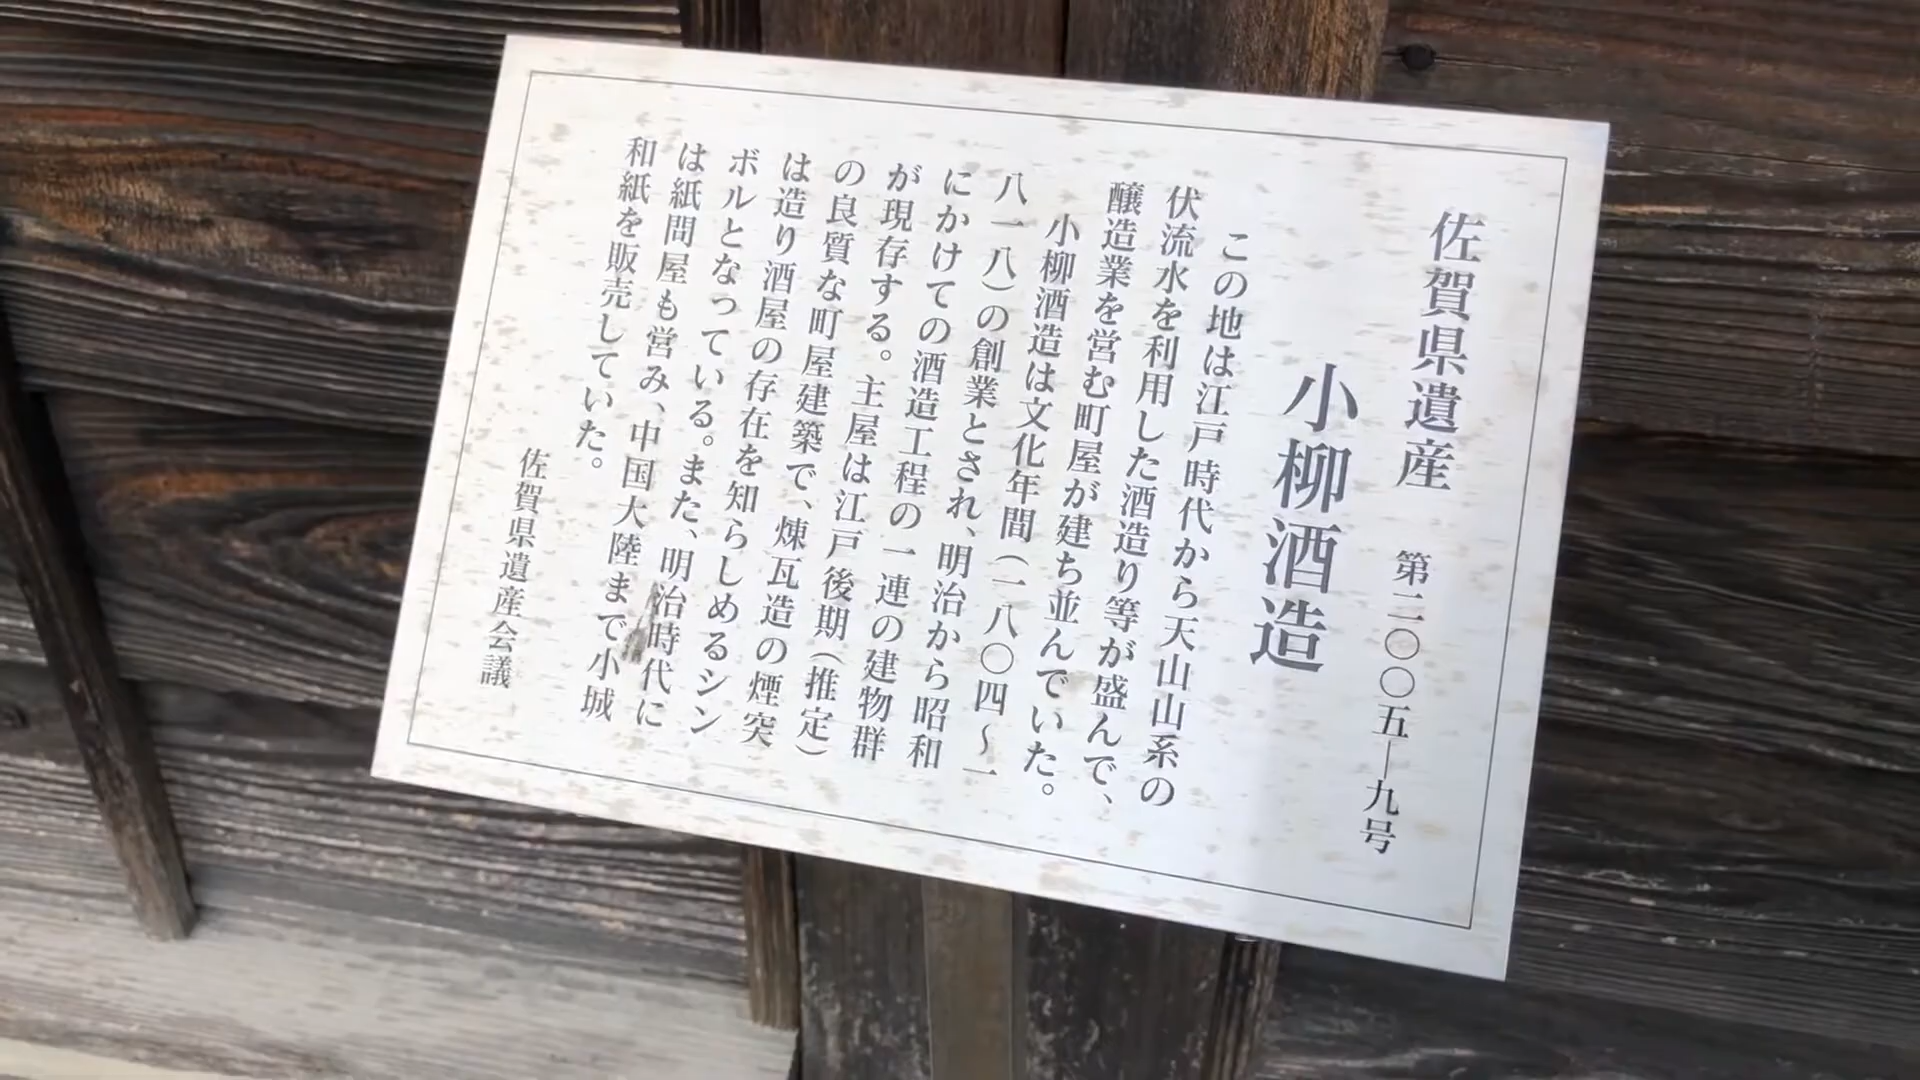 佐賀県遺産 第二〇〇五―九号
小柳酒造
この地は江戸時代から天山山系の
伏流水を利用した酒造り等が盛んで、
醸造業を営む町屋が建ち並んでいた。
小柳酒造は文化年間（一八〇四～一
八一八）の創業とされ、明治から昭和
にかけての酒造工程の一連の建物群
が現存する。主屋は江戸後期（推定）
の良質な町屋建築で、煉瓦造の煙突
は造り酒屋の存在を知らしめるシン
ボルとなっている。また、明治時代に
は紙問屋も営み、中国大陸まで小城
和紙を販売していた。
佐賀県遺産会議